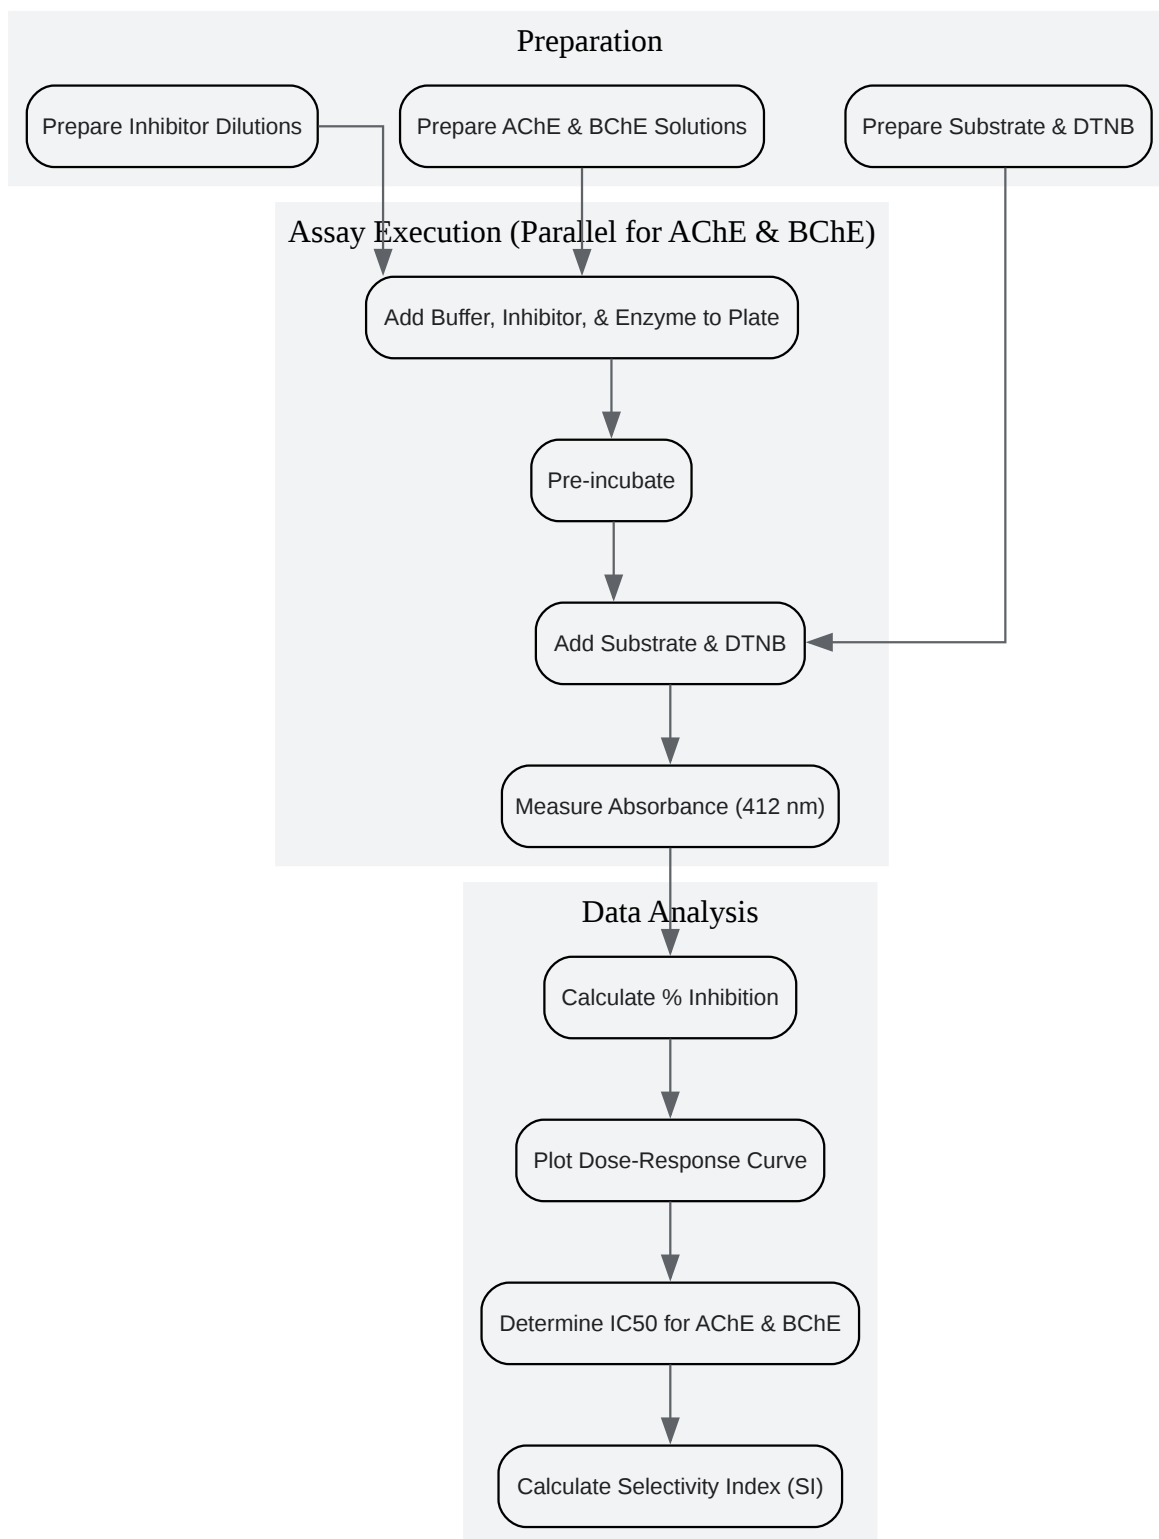 Preparation
Prepare Inhibitor Dilutions
Prepare AChE & BChE Solutions
Prepare Substrate & DTNB
Assay Execution (Parallel for AChE & BChE)
Add Buffer, Inhibitor, & Enzyme to Plate
Pre-incubate
Add Substrate & DTNB
Measure Absorbance (412 nm)
Data Analysis
Calculate % Inhibition
Plot Dose-Response Curve
Determine IC50 for AChE & BChE
Calculate Selectivity Index (SI)